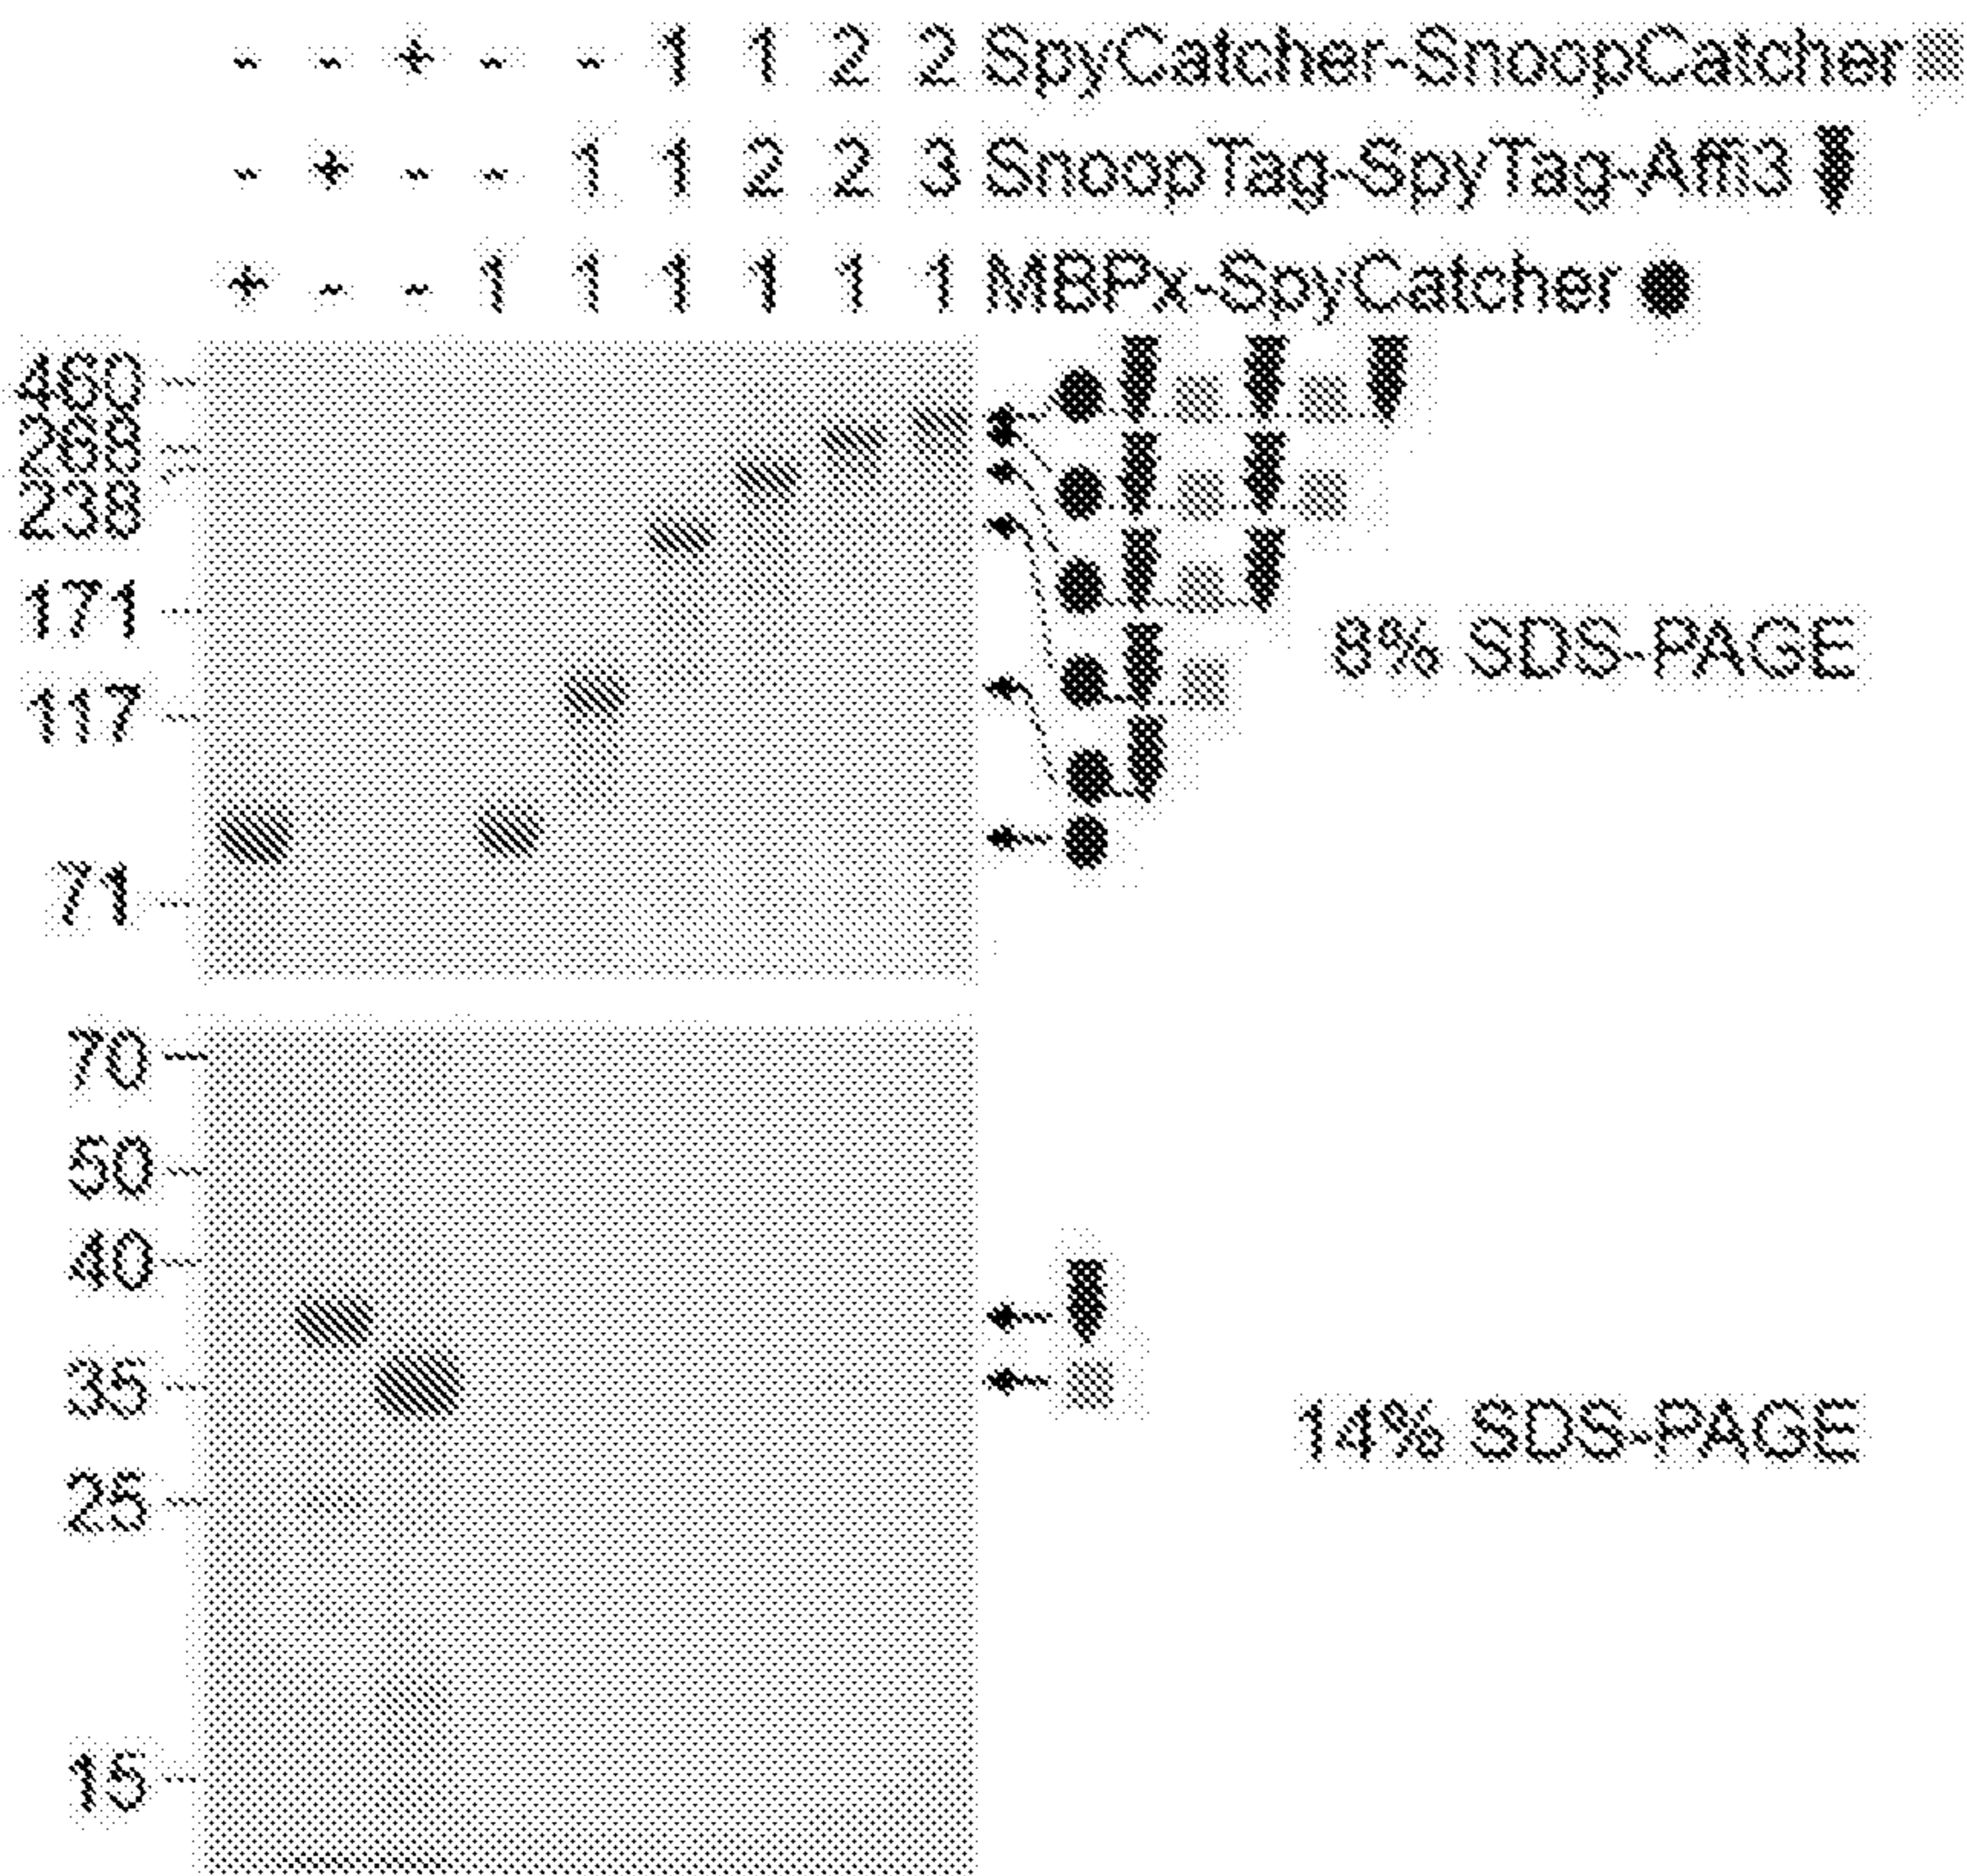 - - + - - 1 1 2 2 SpyCatcher-SnoopCatcher
- + - - 1 1 2 2 3 SnoopTag-SpyTag-Affi3
+ - - 1 1 1 1 1 1 MBPx-SpyCatcher
460
268
238
171
8% SDS-PAGE
117
71
70
50
40
35
14% SDS-PAGE
25
15